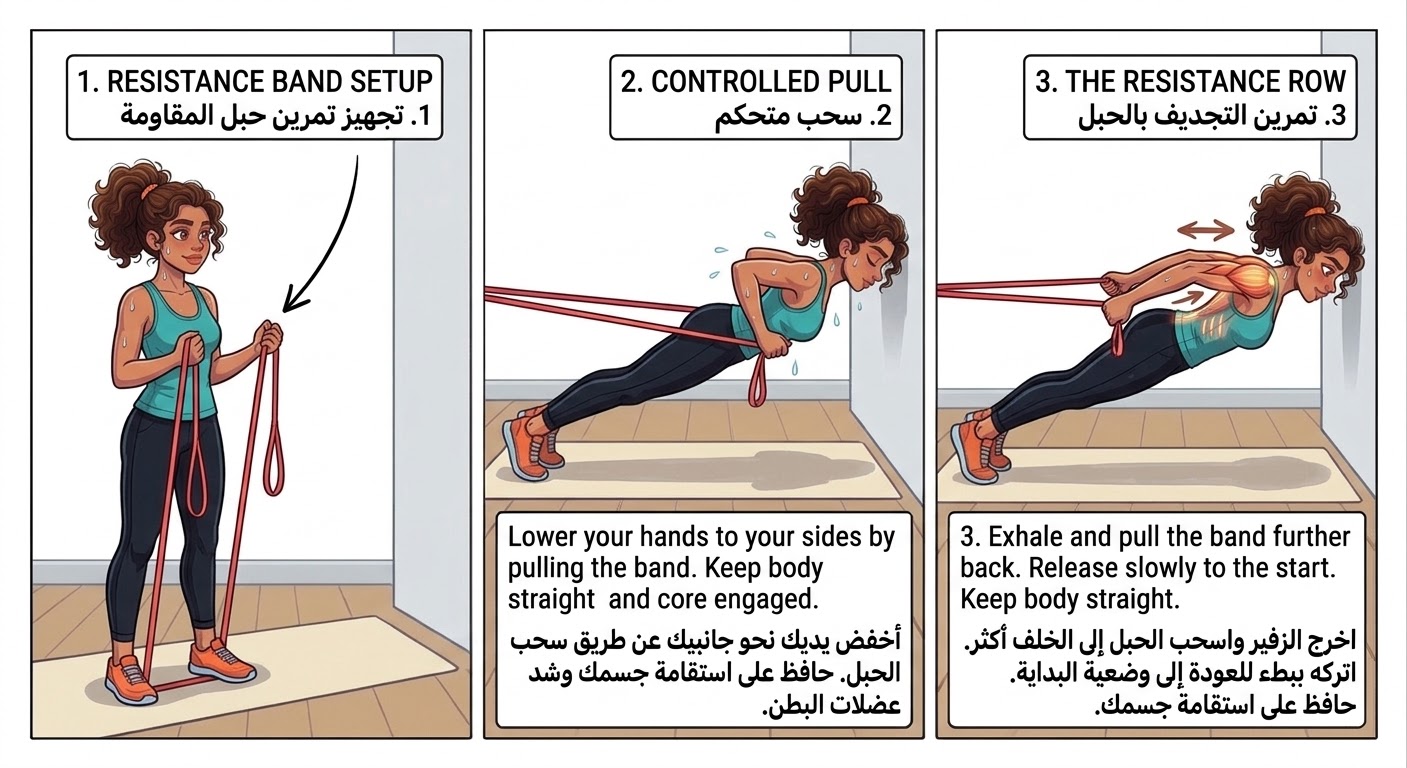 1. RESISTANCE BAND SETUP
1. تجهيز تمرين حبل المقاومة
2. CONTROLLED PULL
2. سحب متحكم
3. THE RESISTANCE ROW
3. تمرين التجديف بالحبل
Lower your hands to your sides by
pulling the band. Keep body
straight and core engaged.
أخفض يديك نحو جانبيك عن طريق سحب
الحبل. حافظ على استقامة جسمك وشد
عضلات البطن.
3. Exhale and pull the band further
back. Release slowly to the start.
Keep body straight.
اخرج الزفير واسحب الحبل إلى الخلف أكثر.
اتركه ببطء للعودة إلى وضعية البداية.
حافظ على استقامة جسمك.